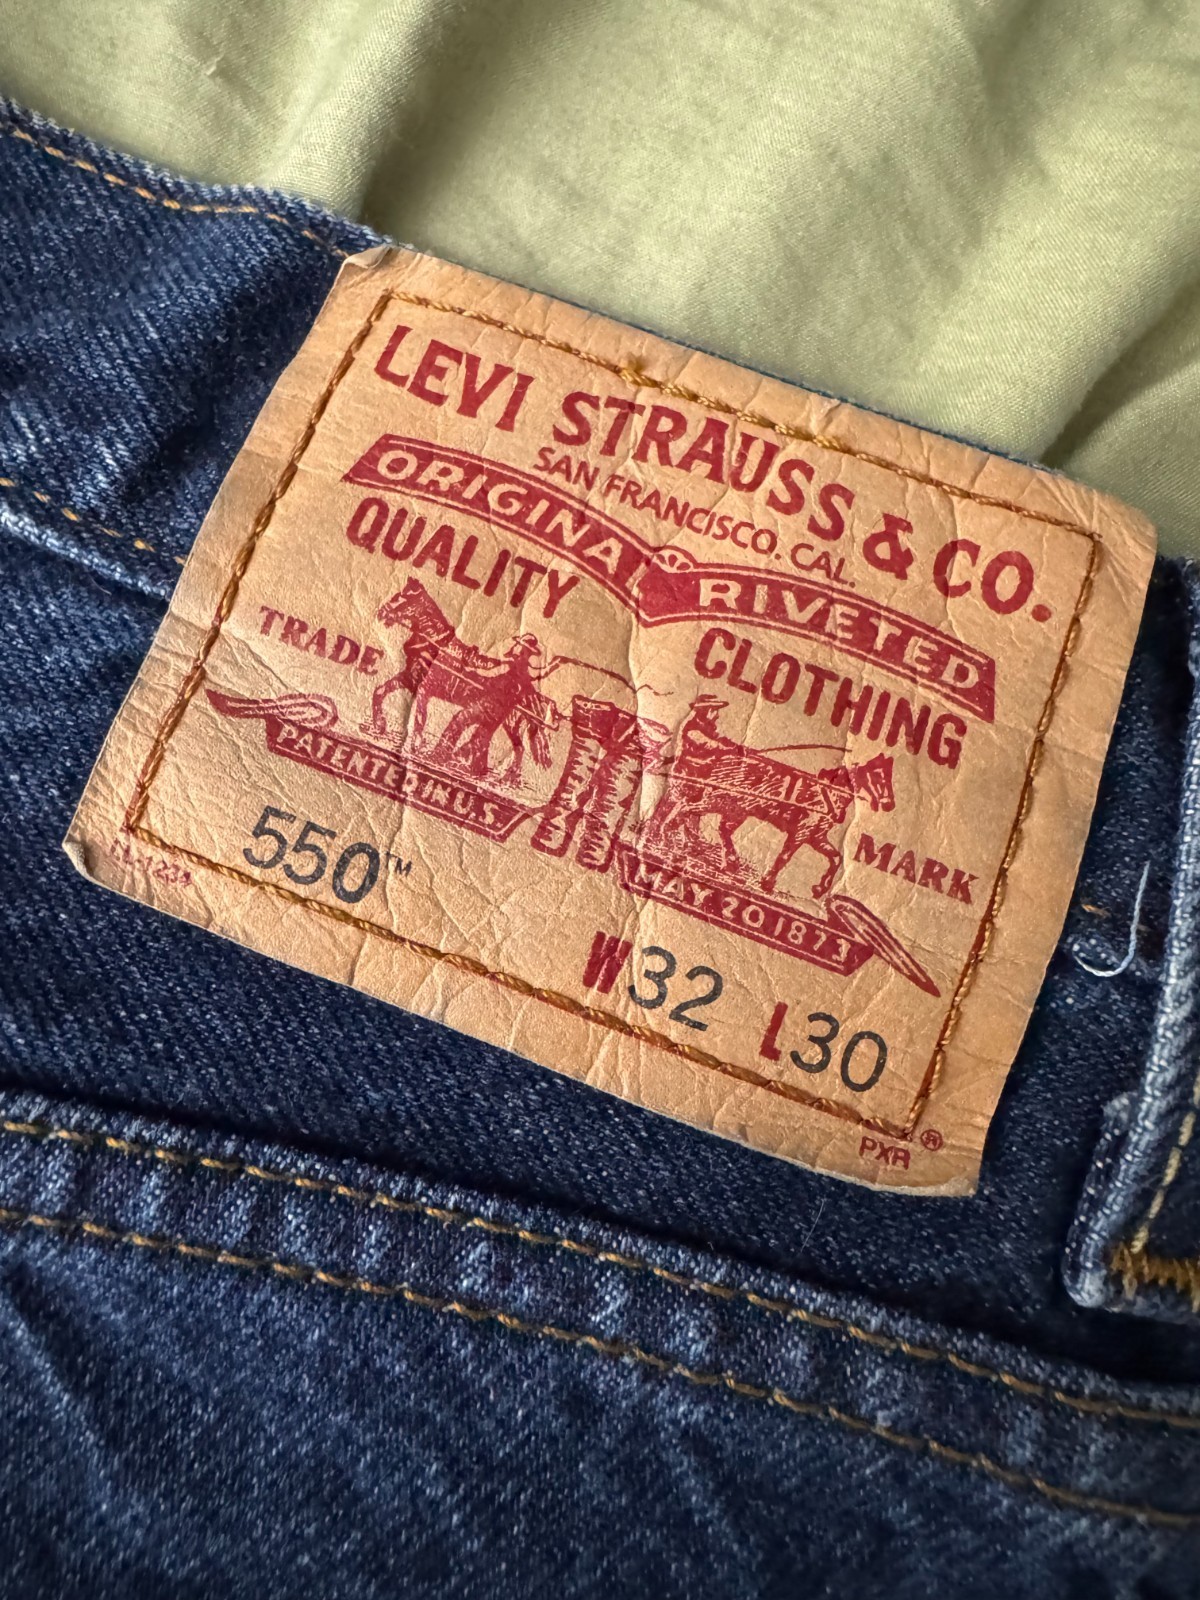 LEVI STRAUSS & CO.
SAN FRANCISCO. CAL.
ORIGINAL RIVETED
QUALITY CLOTHING
TRADE MARK
PATENTED IN U.S. MAY 20 1873
550™
W32 L30
PXR ®